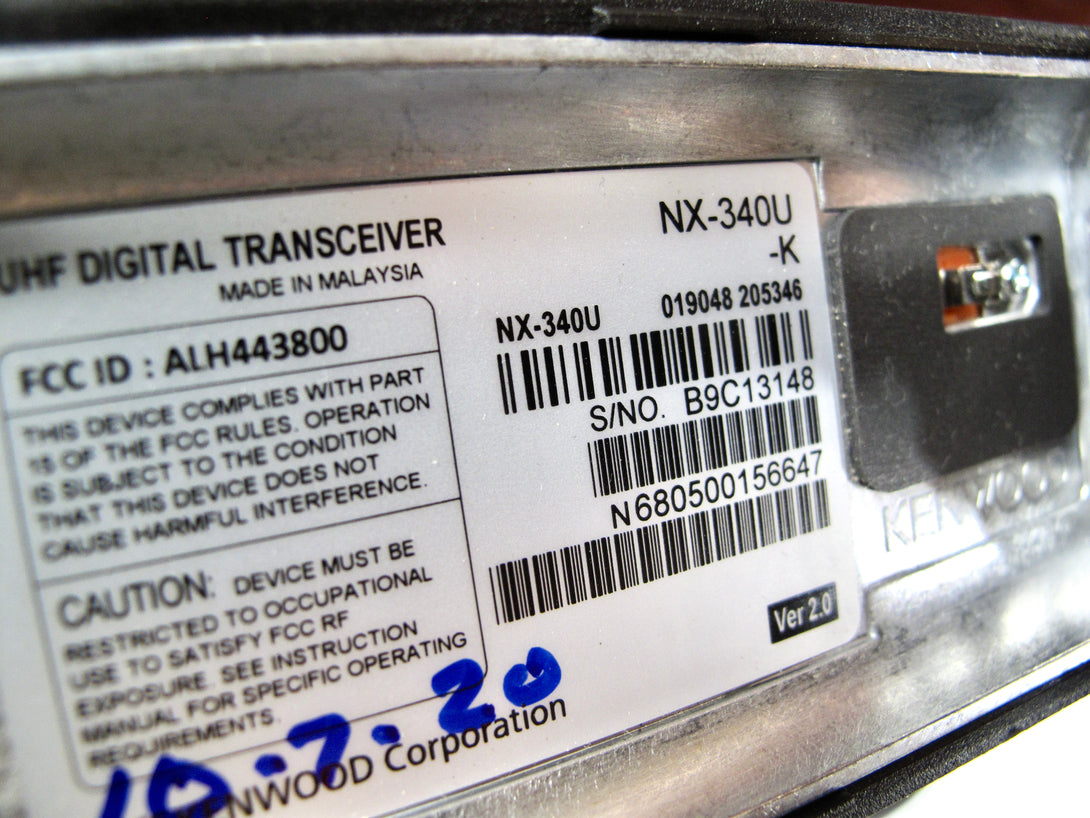 UHF DIGITAL TRANSCEIVER
MADE IN MALAYSIA
NX-340U
-K
FCC ID : ALH443800
THIS DEVICE COMPLIES WITH PART
15 OF THE FCC RULES. OPERATION
IS SUBJECT TO THE CONDITION
THAT THIS DEVICE DOES NOT
CAUSE HARMFUL INTERFERENCE.
CAUTION: DEVICE MUST BE
RESTRICTED TO OCCUPATIONAL
USE TO SATISFY FCC RF
EXPOSURE. SEE INSTRUCTION
MANUAL FOR SPECIFIC OPERATING
REQUIREMENTS.
NX-340U 019048 205346
S/NO. B9C13148
N680500156647
Ver 2.0
10.7.20
KENWOOD Corporation
KENWOOD